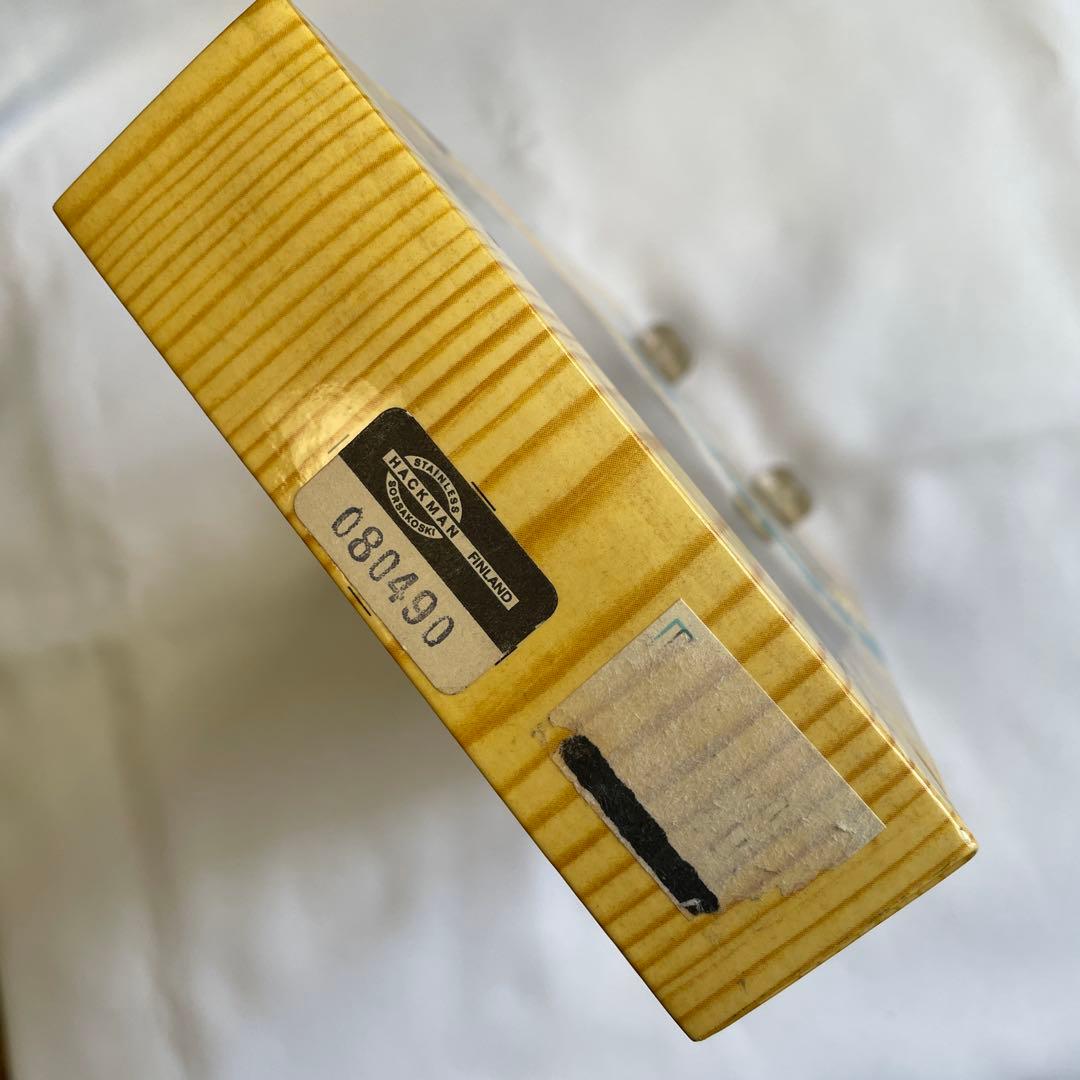 STAINLESS
HACKMAN
SORSAKOSKI
FINLAND
080490